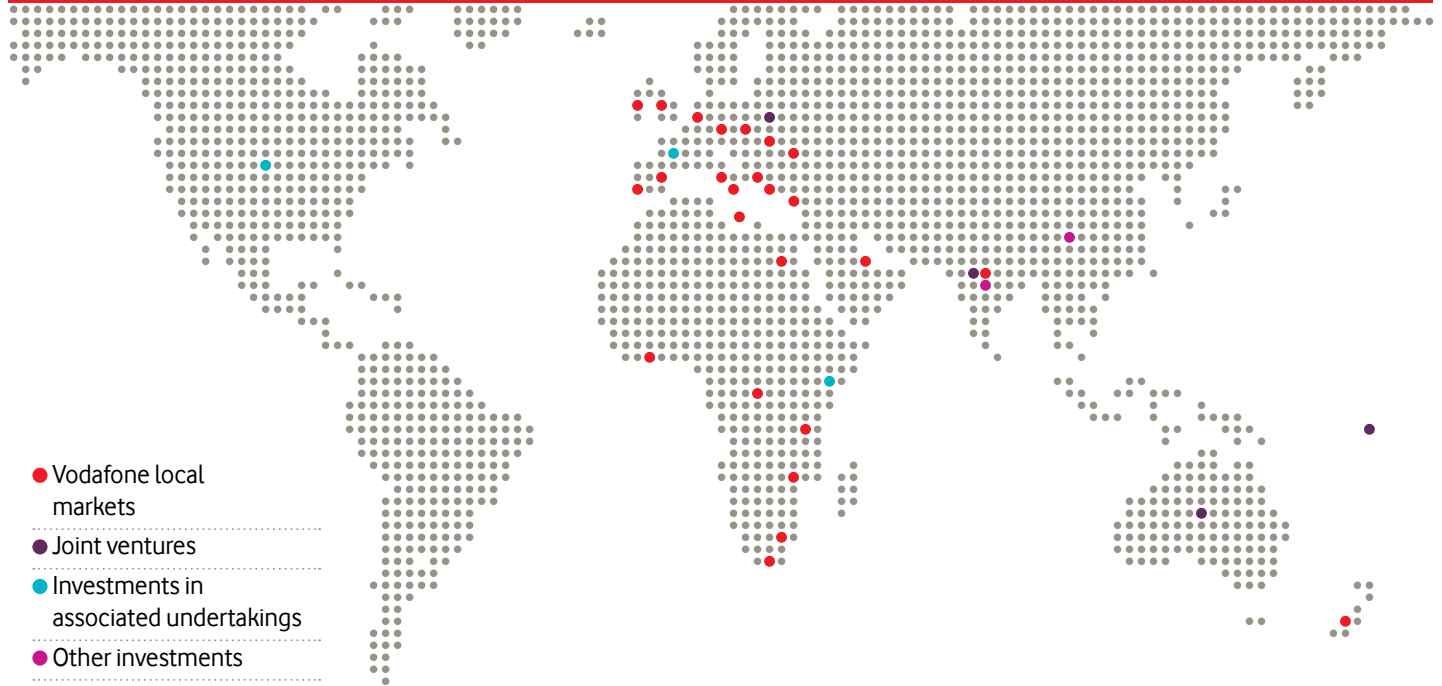 Vodafone local
markets
Joint ventures
Investments in
associated undertakings
Other investments